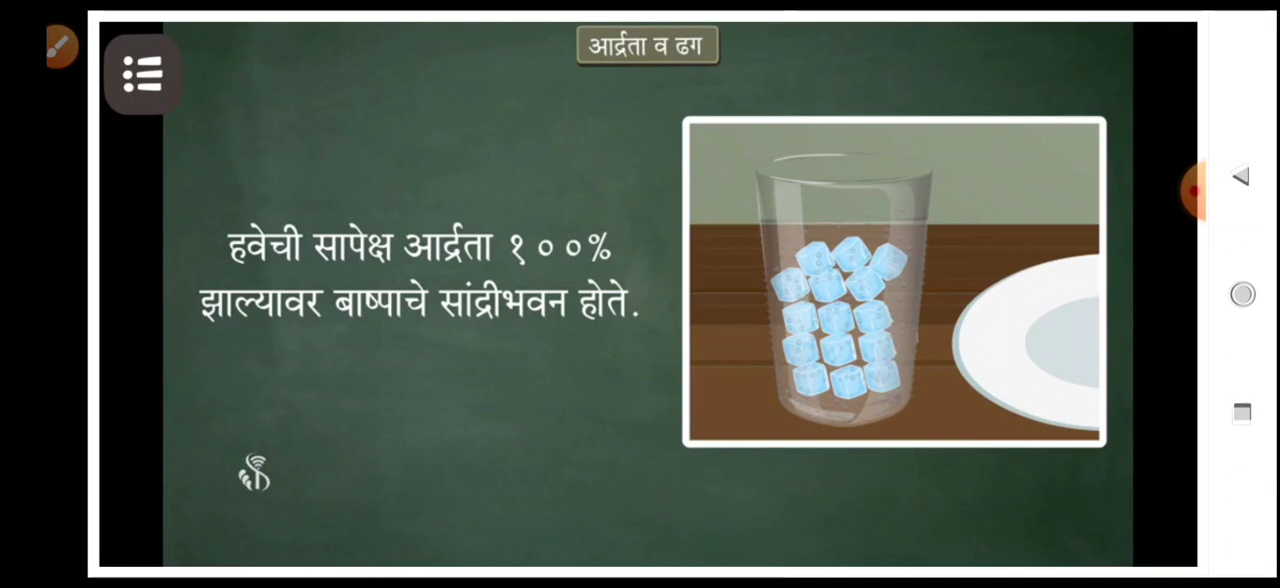 आर्द्रता व ढग
हवेची सापेक्ष आर्द्रता १००%
झाल्यावर बाष्पाचे सांद्रीभवन होते.